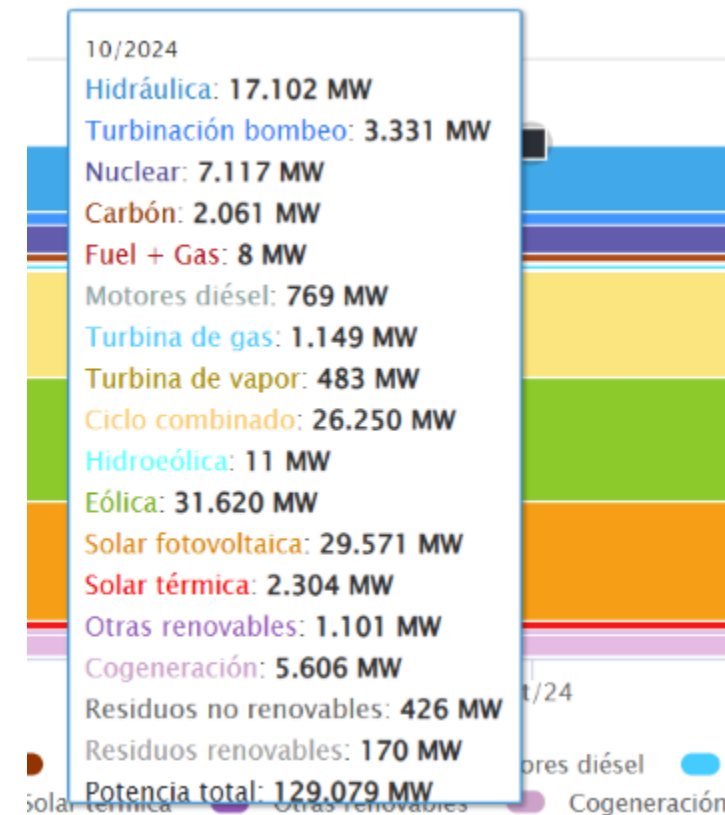 10/2024
Hidráulica: 17.102 MW
Turbinación bombeo: 3.331 MW
Nuclear: 7.117 MW
Carbón: 2.061 MW
Fuel + Gas: 8 MW
Motores diésel: 769 MW
Turbina de gas: 1.149 MW
Turbina de vapor: 483 MW
Ciclo combinado: 26.250 MW
Hidroeólica: 11 MW
Eólica: 31.620 MW
Solar fotovoltaica: 29.571 MW
Solar térmica: 2.304 MW
Otras renovables: 1.101 MW
Cogeneración: 5.606 MW
Residuos no renovables: 426 MW
Residuos renovables: 170 MW
Potencia total: 129.079 MW
t/24
ores diésel
Solar térmica Otras renovables Cogeneración